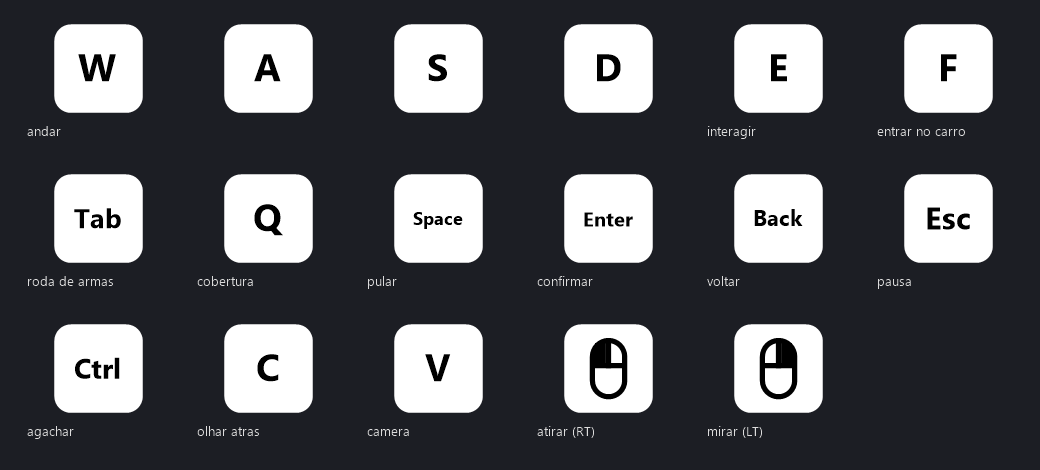 W A S D E F
andar interagir entrar no carro
Tab Q Space Enter Back Esc
roda de armas cobertura pular confirmar voltar pausa
Ctrl C V
agachar olhar atras camera atirar (RT) mirar (LT)